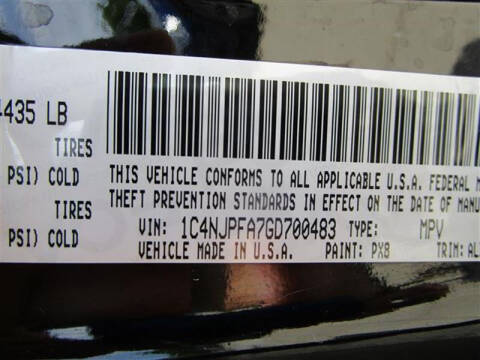 4435 LB
TIRES
PSI) COLD THIS VEHICLE CONFORMS TO ALL APPLICABLE U.S.A. FEDERAL
THEFT PREVENTION STANDARDS IN EFFECT ON THE DATE OF MANU
TIRES
VIN: 1C4NJPFA7GD700483 TYPE: MPV
PSI) COLD VEHICLE MADE IN U.S.A. PAINT: PX8 TRIM: AL